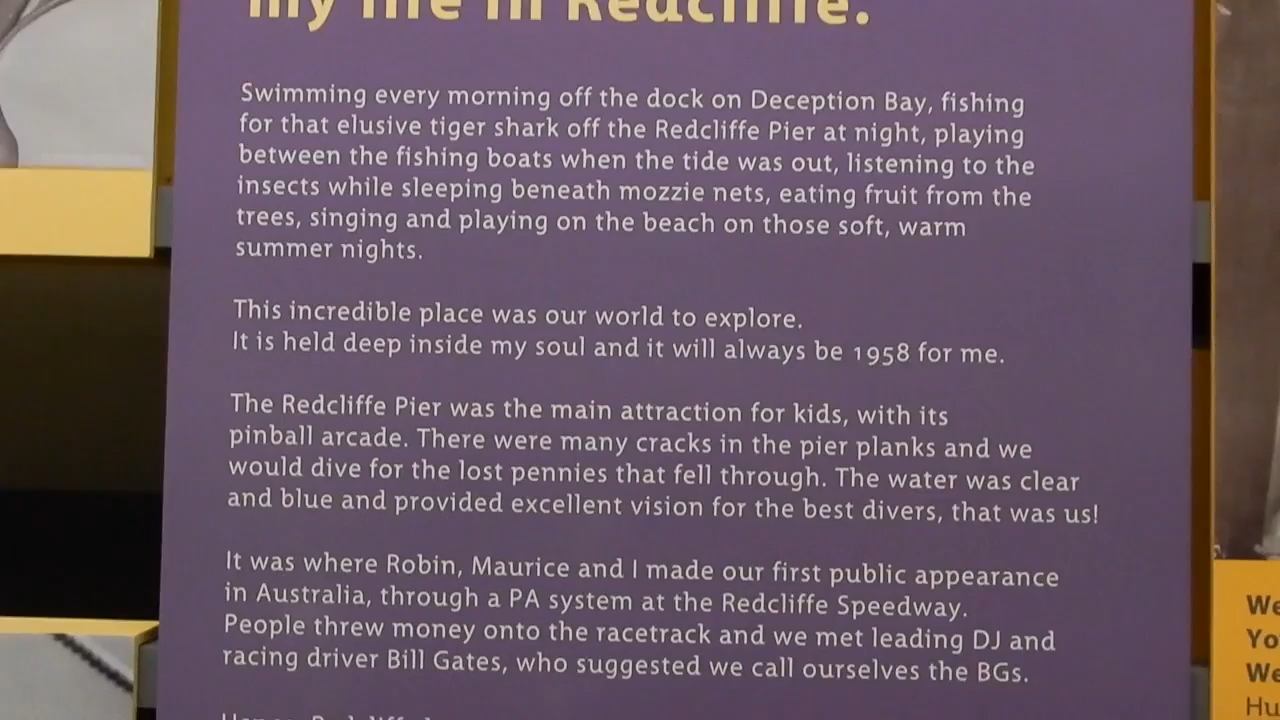 my life in Redcliffe.
Swimming every morning off the dock on Deception Bay, fishing
for that elusive tiger shark off the Redcliffe Pier at night, playing
between the fishing boats when the tide was out, listening to the
insects while sleeping beneath mozzie nets, eating fruit from the
trees, singing and playing on the beach on those soft, warm
summer nights.
This incredible place was our world to explore.
It is held deep inside my soul and it will always be 1958 for me.
The Redcliffe Pier was the main attraction for kids, with its
pinball arcade. There were many cracks in the pier planks and we
would dive for the lost pennies that fell through. The water was clear
and blue and provided excellent vision for the best divers, that was us!
It was where Robin, Maurice and I made our first public appearance
in Australia, through a PA system at the Redcliffe Speedway.
People threw money onto the racetrack and we met leading DJ and
racing driver Bill Gates, who suggested we call ourselves the BGs.
We
Yo
We
Hu